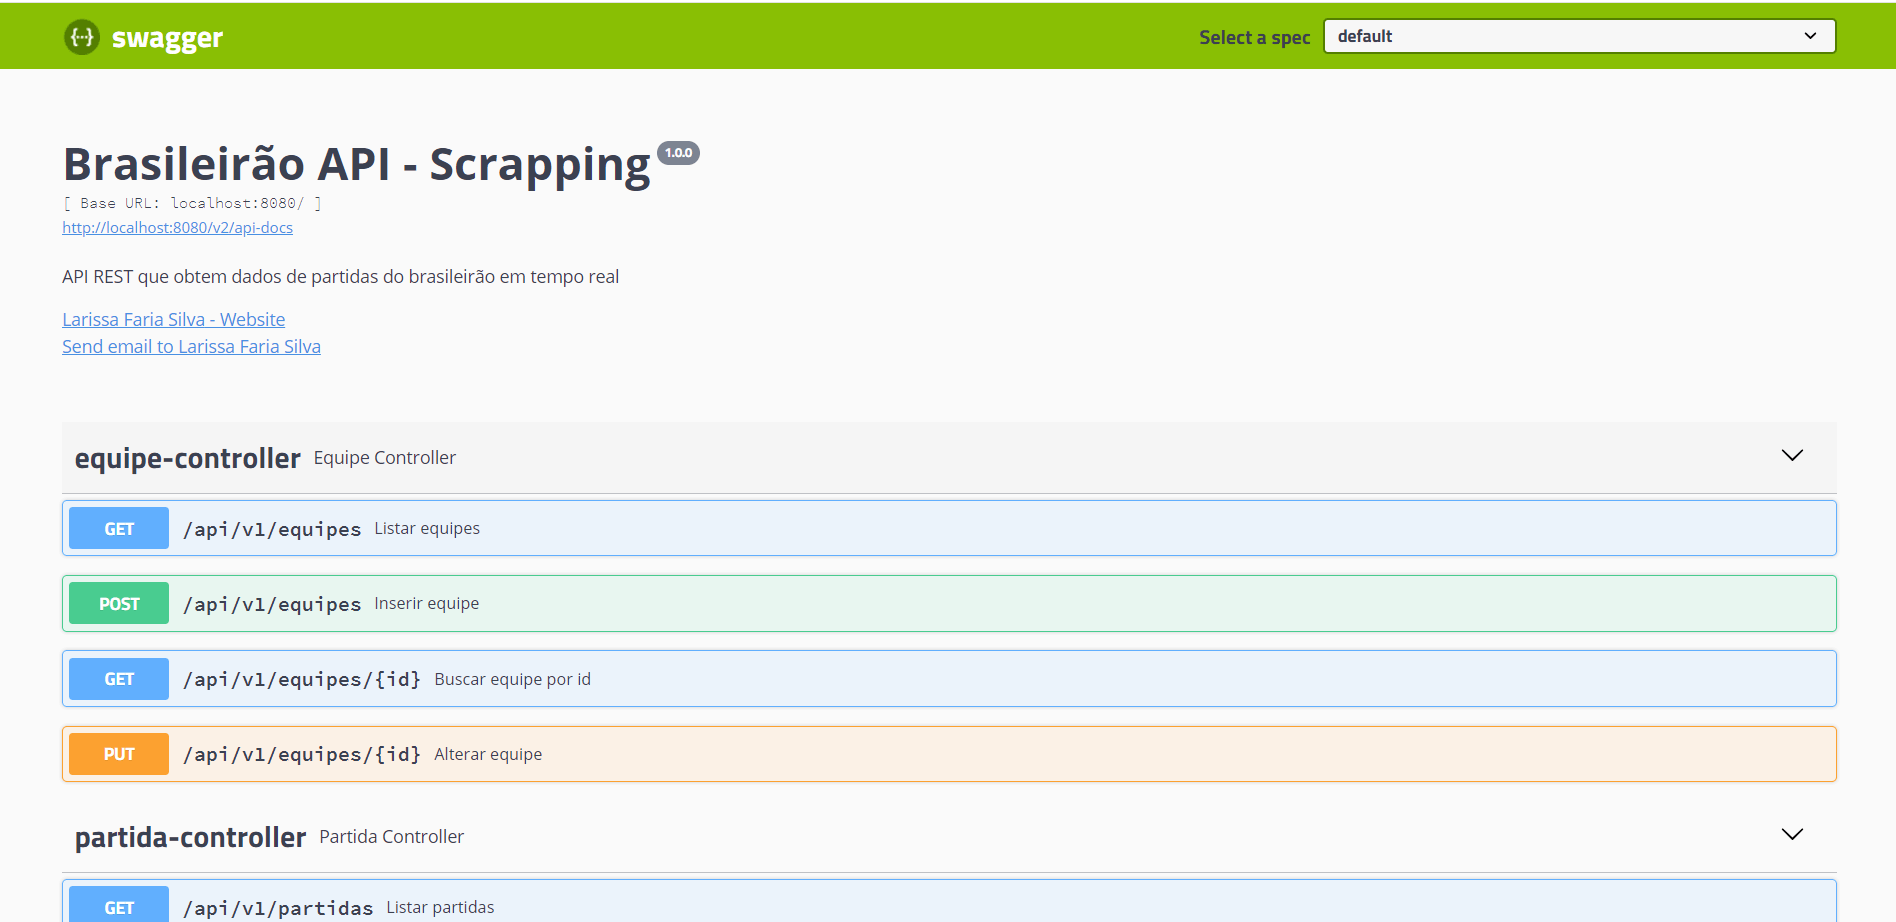 {···} swagger
Select a spec default
Brasileirão API - Scrapping 1.0.0
[ Base URL: localhost:8080/ ]
http://localhost:8080/v2/api-docs
API REST que obtem dados de partidas do brasileirão em tempo real
Larissa Faria Silva - Website
Send email to Larissa Faria Silva
equipe-controller Equipe Controller
GET /api/v1/equipes Listar equipes
POST /api/v1/equipes Inserir equipe
GET /api/v1/equipes/{id} Buscar equipe por id
PUT /api/v1/equipes/{id} Alterar equipe
partida-controller Partida Controller
GET /api/v1/partidas Listar partidas